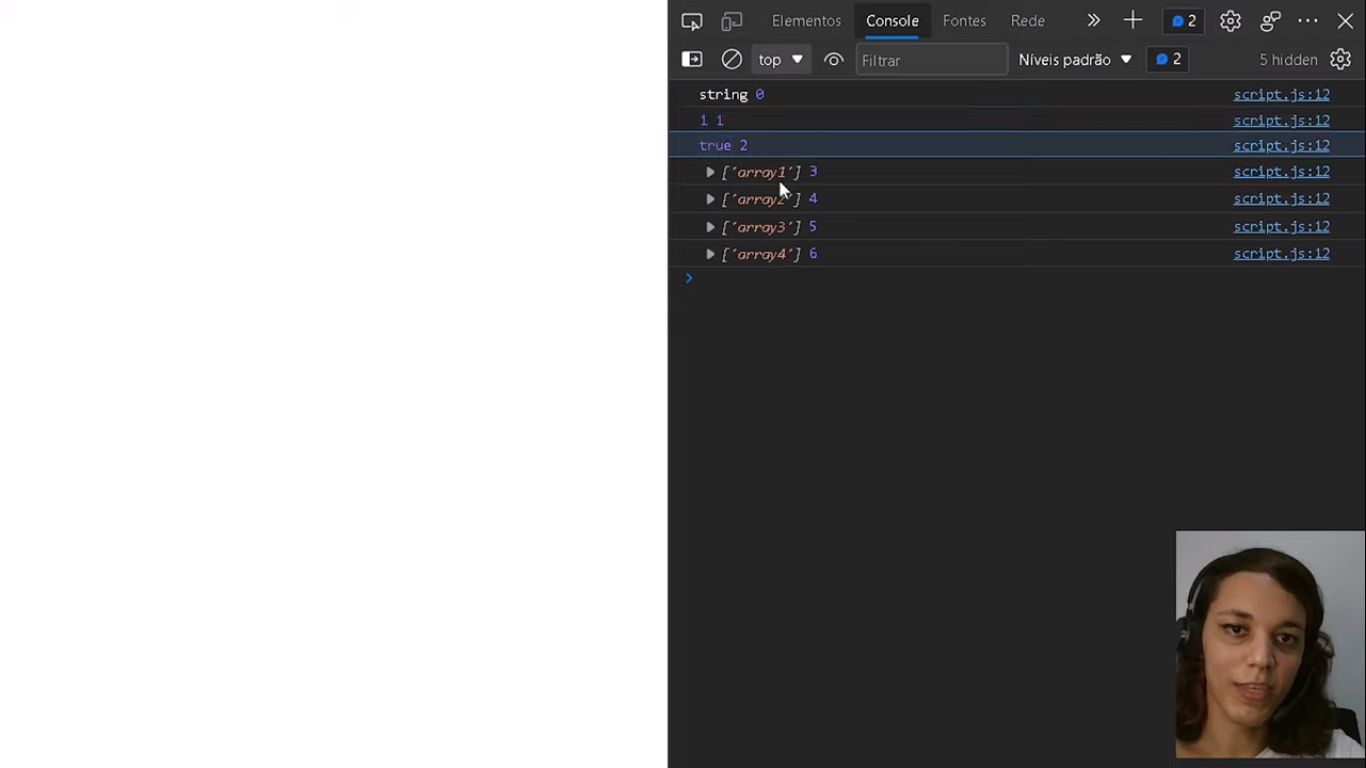 Elementos Console Fontes Rede 2
top Filtrar Níveis padrão 2 5 hidden
string 0 script.js:12
1 1 script.js:12
true 2 script.js:12
['array1'] 3 script.js:12
['array2'] 4 script.js:12
['array3'] 5 script.js:12
['array4'] 6 script.js:12